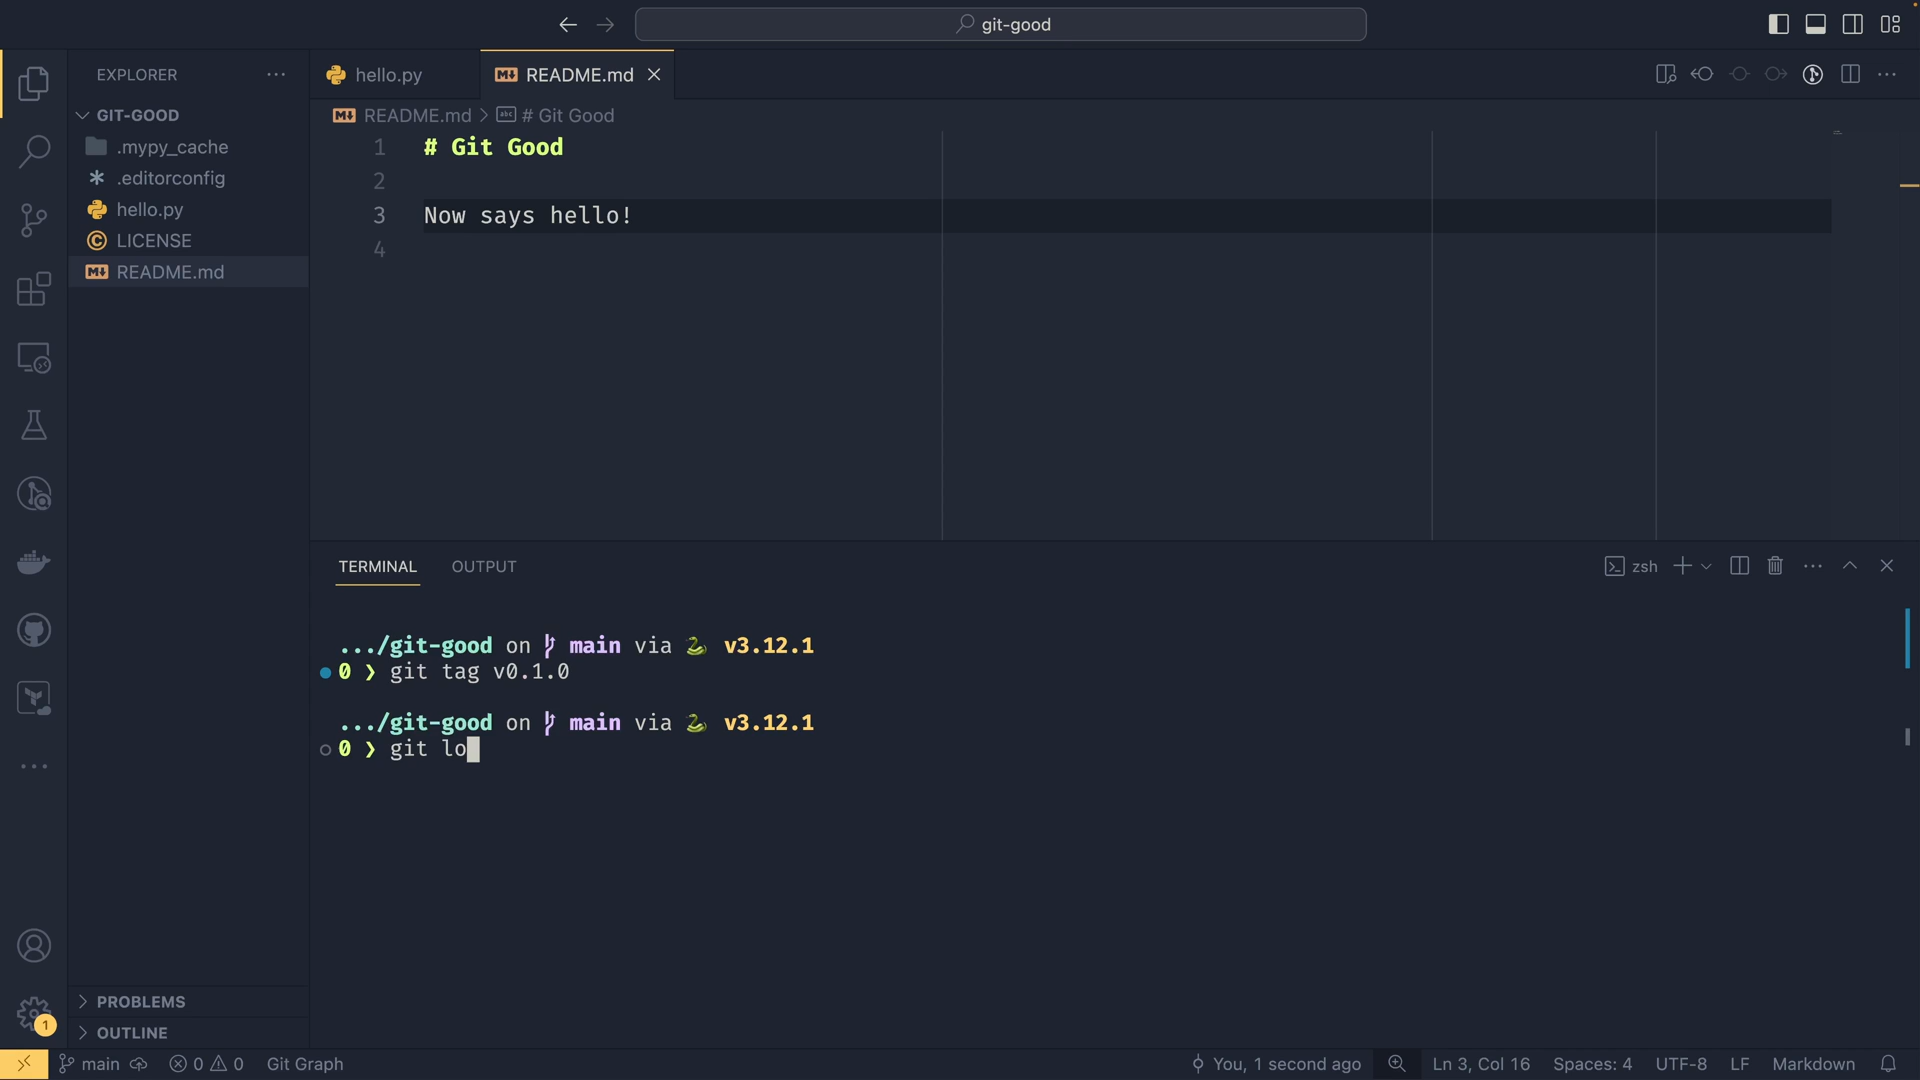 git-good
EXPLORER
GIT-GOOD
.mypy_cache
.editorconfig
hello.py
LICENSE
README.md
PROBLEMS
OUTLINE
hello.py
README.md
README.md > # Git Good
1 # Git Good
2
3 Now says hello!
4
TERMINAL OUTPUT
zsh
.../git-good on main via v3.12.1
0 ❯ git tag v0.1.0
.../git-good on main via v3.12.1
0 ❯ git lo
1
main 0 0 Git Graph
You, 1 second ago Ln 3, Col 16 Spaces: 4 UTF-8 LF Markdown